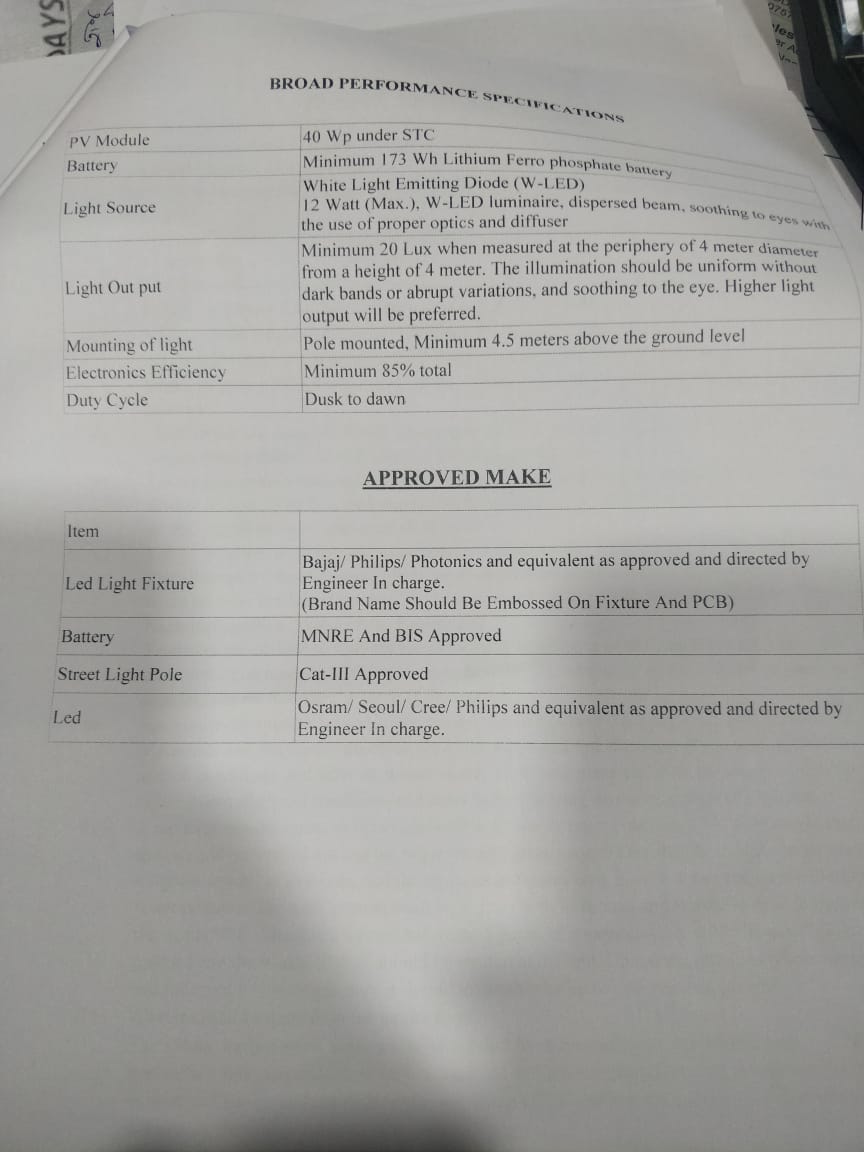 DAYS
BROAD PERFORMANCE SPECIFICATIONS
PV Module 40 Wp under STC
Battery Minimum 173 Wh Lithium Ferro phosphate battery
Light Source White Light Emitting Diode (W-LED)
12 Watt (Max.), W-LED luminaire, dispersed beam, soothing to eyes with
the use of proper optics and diffuser
Light Out put Minimum 20 Lux when measured at the periphery of 4 meter diameter
from a height of 4 meter. The illumination should be uniform without
dark bands or abrupt variations, and soothing to the eye. Higher light
output will be preferred.
Mounting of light Pole mounted, Minimum 4.5 meters above the ground level
Electronics Efficiency Minimum 85% total
Duty Cycle Dusk to dawn
APPROVED MAKE
Item
Led Light Fixture Bajaj/ Philips/ Photonics and equivalent as approved and directed by
Engineer In charge.
(Brand Name Should Be Embossed On Fixture And PCB)
Battery MNRE And BIS Approved
Street Light Pole Cat-III Approved
Led Osram/ Seoul/ Cree/ Philips and equivalent as approved and directed by
Engineer In charge.